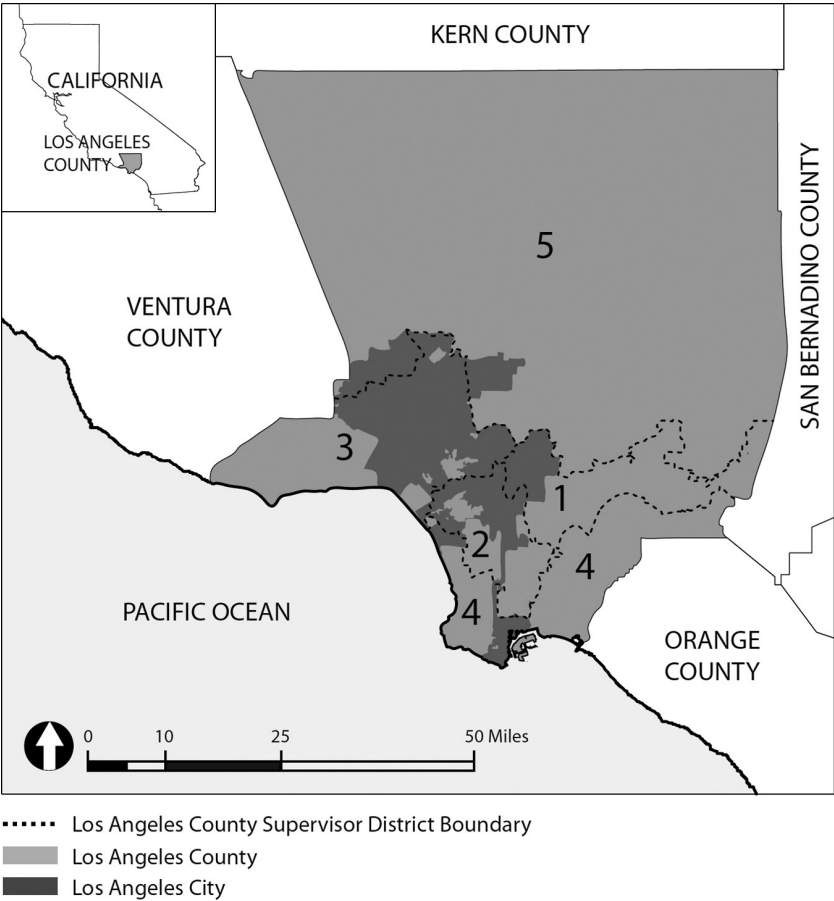 KERN COUNTY
CALIFORNIA
LOS ANGELES
COUNTY
SAN BERNADINO COUNTY
5
VENTURA
COUNTY
3
1
2
4
4
PACIFIC OCEAN
ORANGE
COUNTY
0 10 25 50 Miles
Los Angeles County Supervisor District Boundary
Los Angeles County
Los Angeles City